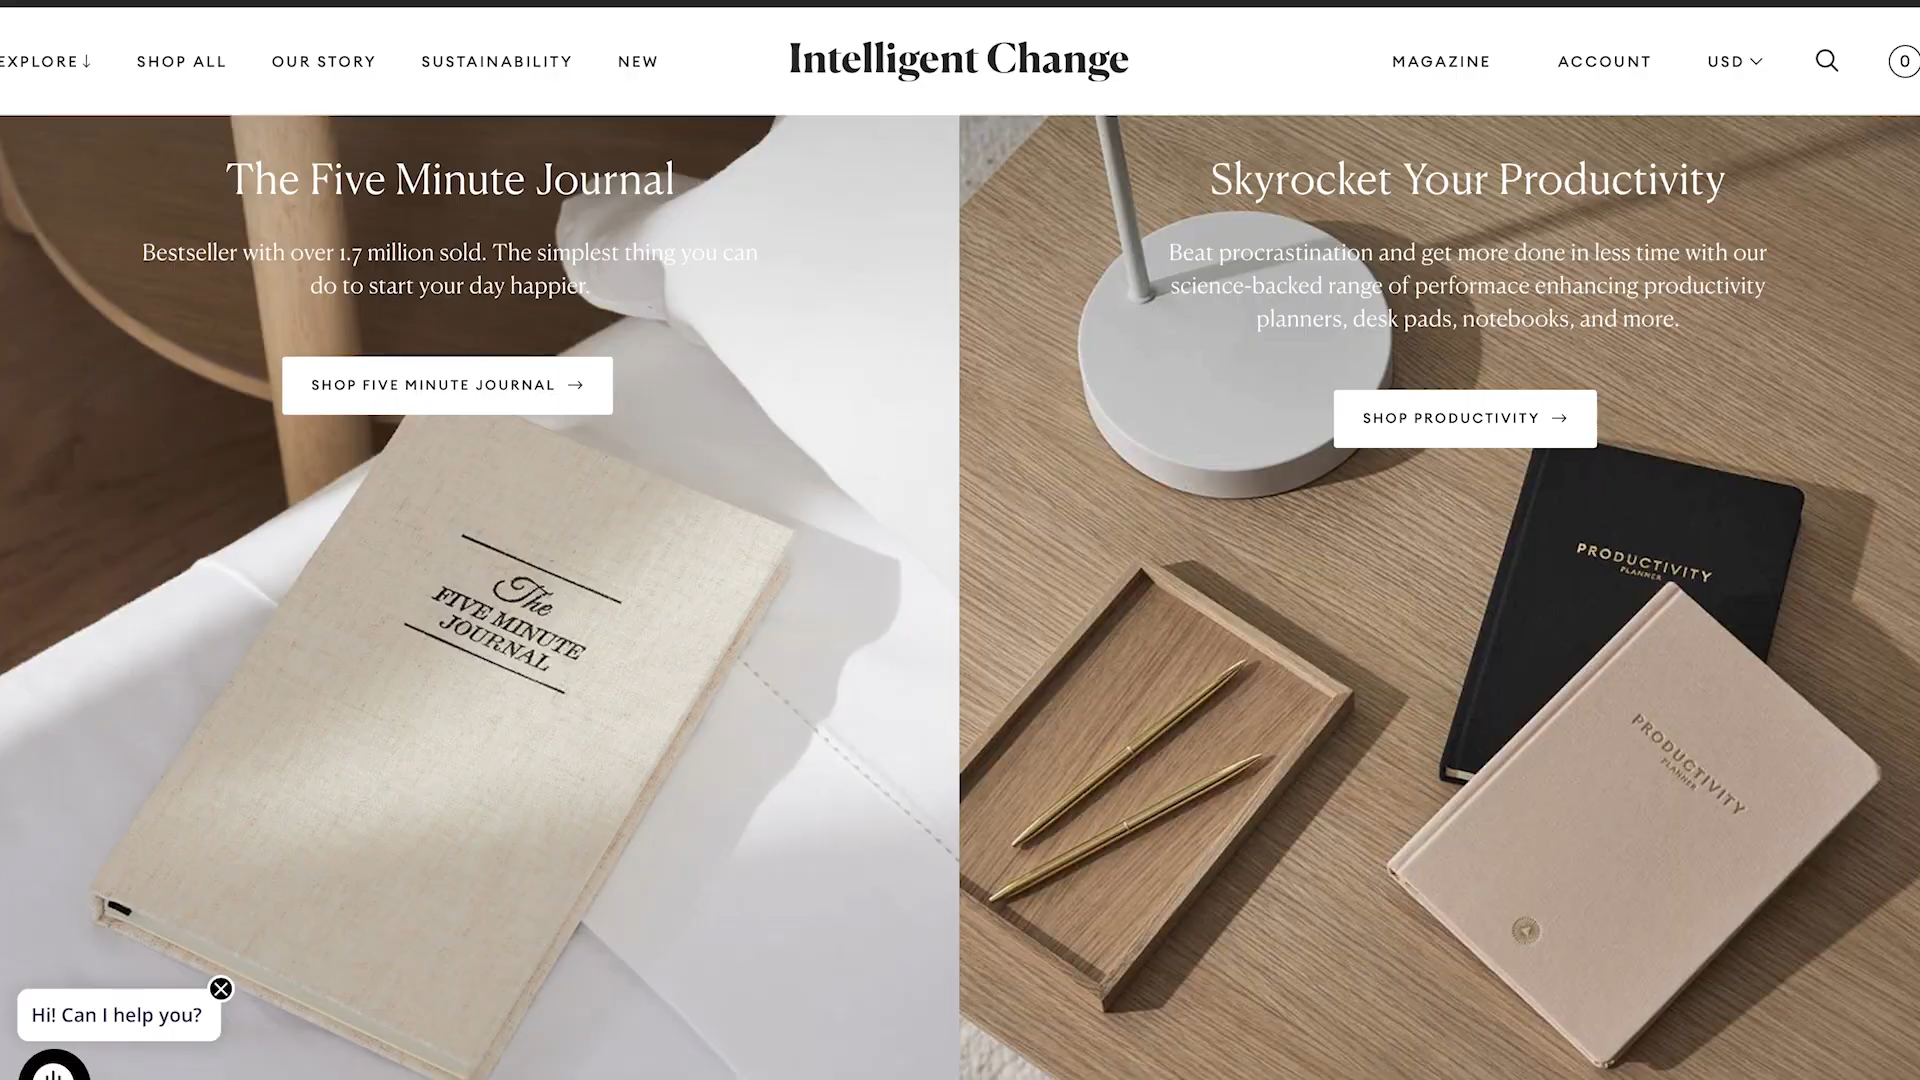 EXPLORE↓ SHOP ALL OUR STORY SUSTAINABILITY NEW Intelligent Change MAGAZINE ACCOUNT USD 0
The Five Minute Journal
Bestseller with over 1.7 million sold. The simplest thing you can
do to start your day happier.
SHOP FIVE MINUTE JOURNAL →
The
FIVE MINUTE
JOURNAL
Hi! Can I help you?
Skyrocket Your Productivity
Beat procrastination and get more done in less time with our
science-backed range of performace enhancing productivity
planners, desk pads, notebooks, and more.
SHOP PRODUCTIVITY →
PRODUCTIVITY
PLANNER
PRODUCTIVITY
PLANNER